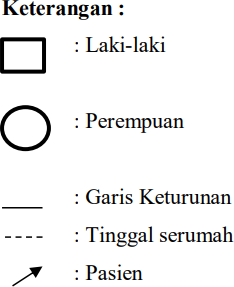 Keterangan :
: Laki-laki
: Perempuan
: Garis Keturunan
: Tinggal serumah
: Pasien